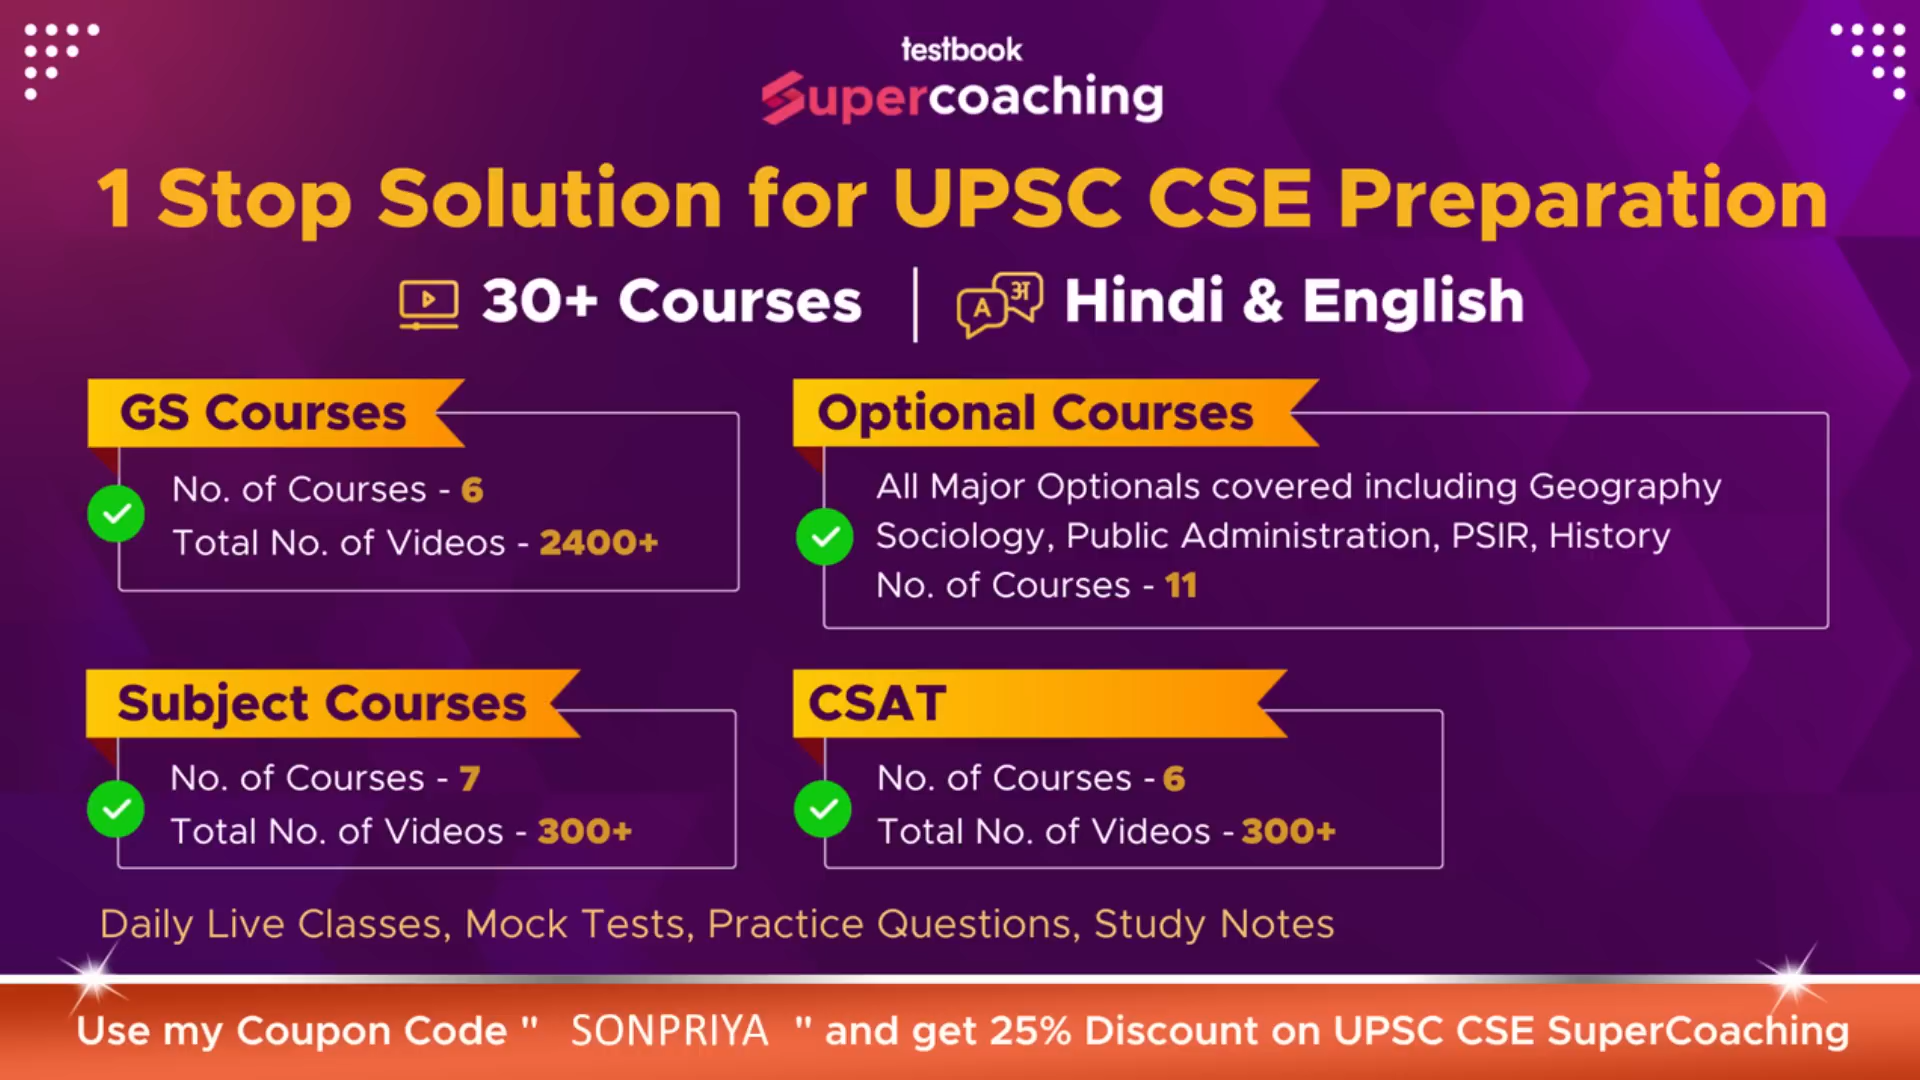 testbook
Supercoaching
1 Stop Solution for UPSC CSE Preparation
30+ Courses
A अ
Hindi & English
GS Courses
No. of Courses - 6
Total No. of Videos - 2400+
Optional Courses
All Major Optionals covered including Geography
Sociology, Public Administration, PSIR, History
No. of Courses - 11
Subject Courses
No. of Courses - 7
Total No. of Videos - 300+
CSAT
No. of Courses - 6
Total No. of Videos - 300+
Daily Live Classes, Mock Tests, Practice Questions, Study Notes
Use my Coupon Code " SONPRIYA " and get 25% Discount on UPSC CSE SuperCoaching